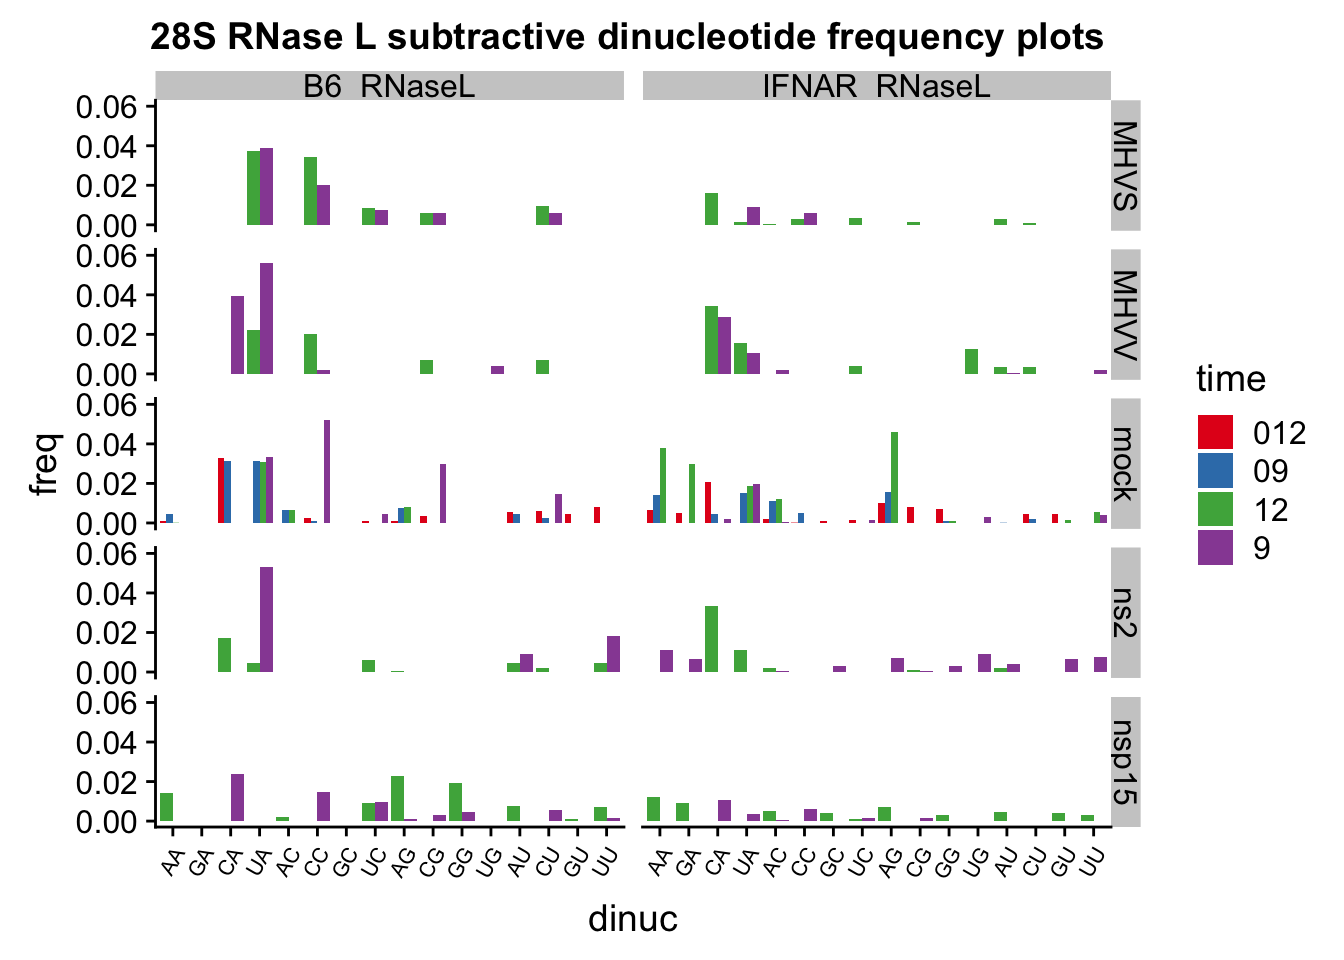 28S RNase L subtractive dinucleotide frequency plots
B6 RNaseL
IFNAR RNaseL
0.06
0.04
0.02
0.00
MHVS
0.06
0.04
0.02
0.00
MHVV
0.06
0.04
0.02
0.00
mock
0.06
0.04
0.02
0.00
ns2
0.06
0.04
0.02
0.00
nsp15
freq
AA GA CA UA AC CC GC UC AG CG GG UG AU CU GU UU
AA GA CA UA AC CC GC UC AG CG GG UG AU CU GU UU
dinuc
time
012
09
12
9